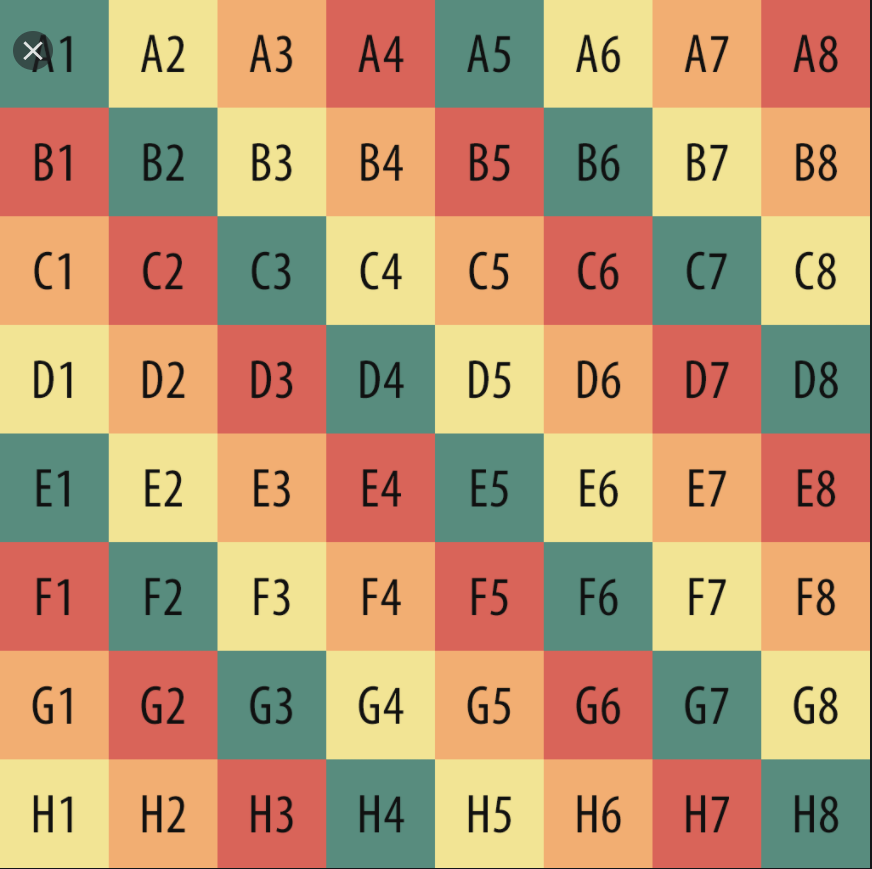 A1 A2 A3 A4 A5 A6 A7 A8
B1 B2 B3 B4 B5 B6 B7 B8
C1 C2 C3 C4 C5 C6 C7 C8
D1 D2 D3 D4 D5 D6 D7 D8
E1 E2 E3 E4 E5 E6 E7 E8
F1 F2 F3 F4 F5 F6 F7 F8
G1 G2 G3 G4 G5 G6 G7 G8
H1 H2 H3 H4 H5 H6 H7 H8